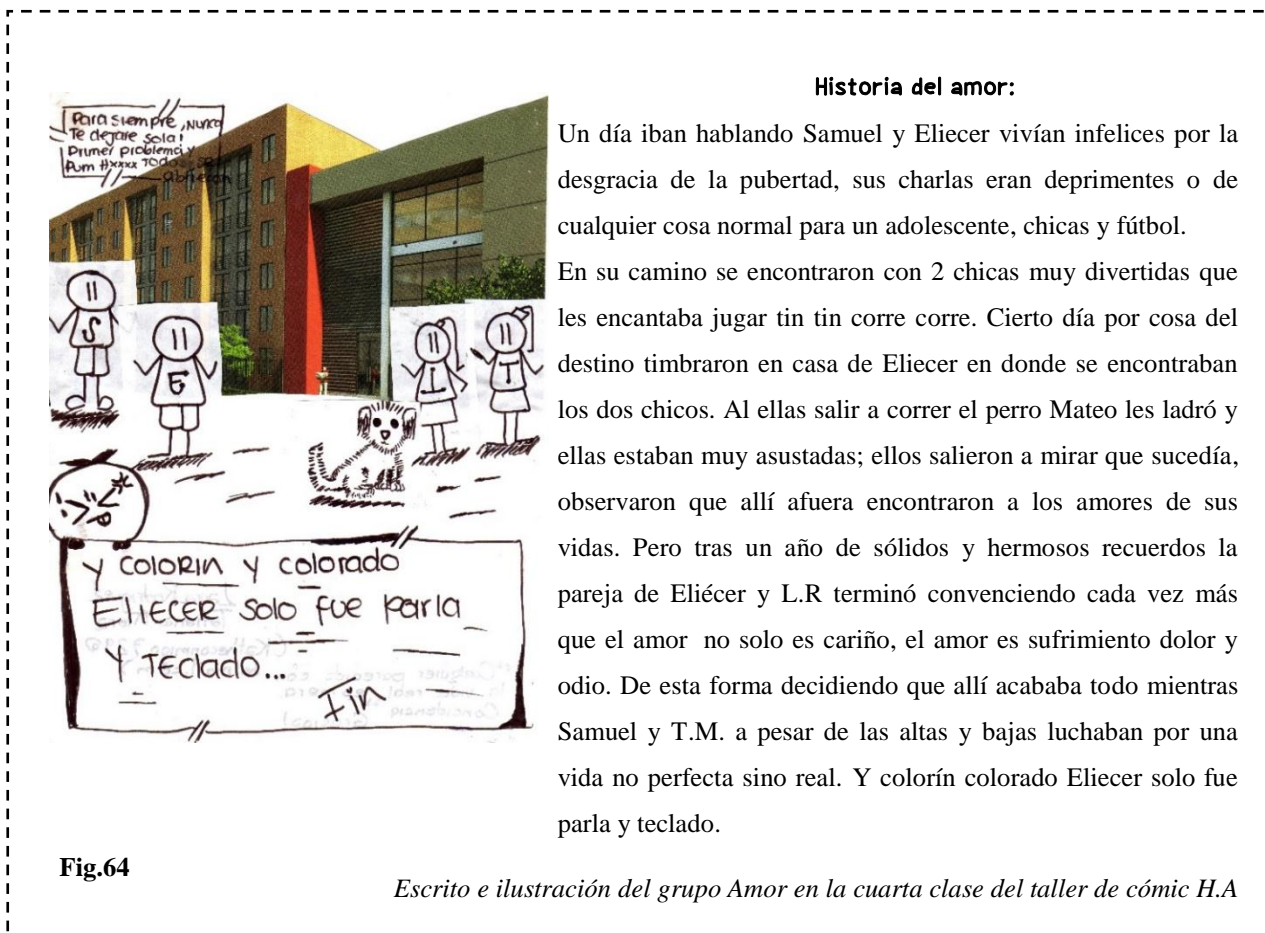 Para siempre, Nunca
Te dejare sola!
Primer problema y
Pum #xxxx Todos se
abrieron
S
E
L
T
Y COLORIN Y colorado
ELIECER solo fue parla
Y Teclado...
Fin
Fig.64
Historia del amor:
Un día iban hablando Samuel y Eliecer vivían infelices por la
desgracia de la pubertad, sus charlas eran deprimentes o de
cualquier cosa normal para un adolescente, chicas y fútbol.
En su camino se encontraron con 2 chicas muy divertidas que
les encantaba jugar tin tin corre corre. Cierto día por cosa del
destino timbraron en casa de Eliecer en donde se encontraban
los dos chicos. Al ellas salir a correr el perro Mateo les ladró y
ellas estaban muy asustadas; ellos salieron a mirar que sucedía,
observaron que allí afuera encontraron a los amores de sus
vidas. Pero tras un año de sólidos y hermosos recuerdos la
pareja de Eliécer y L.R terminó convenciendo cada vez más
que el amor no solo es cariño, el amor es sufrimiento dolor y
odio. De esta forma decidiendo que allí acababa todo mientras
Samuel y T.M. a pesar de las altas y bajas luchaban por una
vida no perfecta sino real. Y colorín colorado Eliecer solo fue
parla y teclado.
Escrito e ilustración del grupo Amor en la cuarta clase del taller de cómic H.A